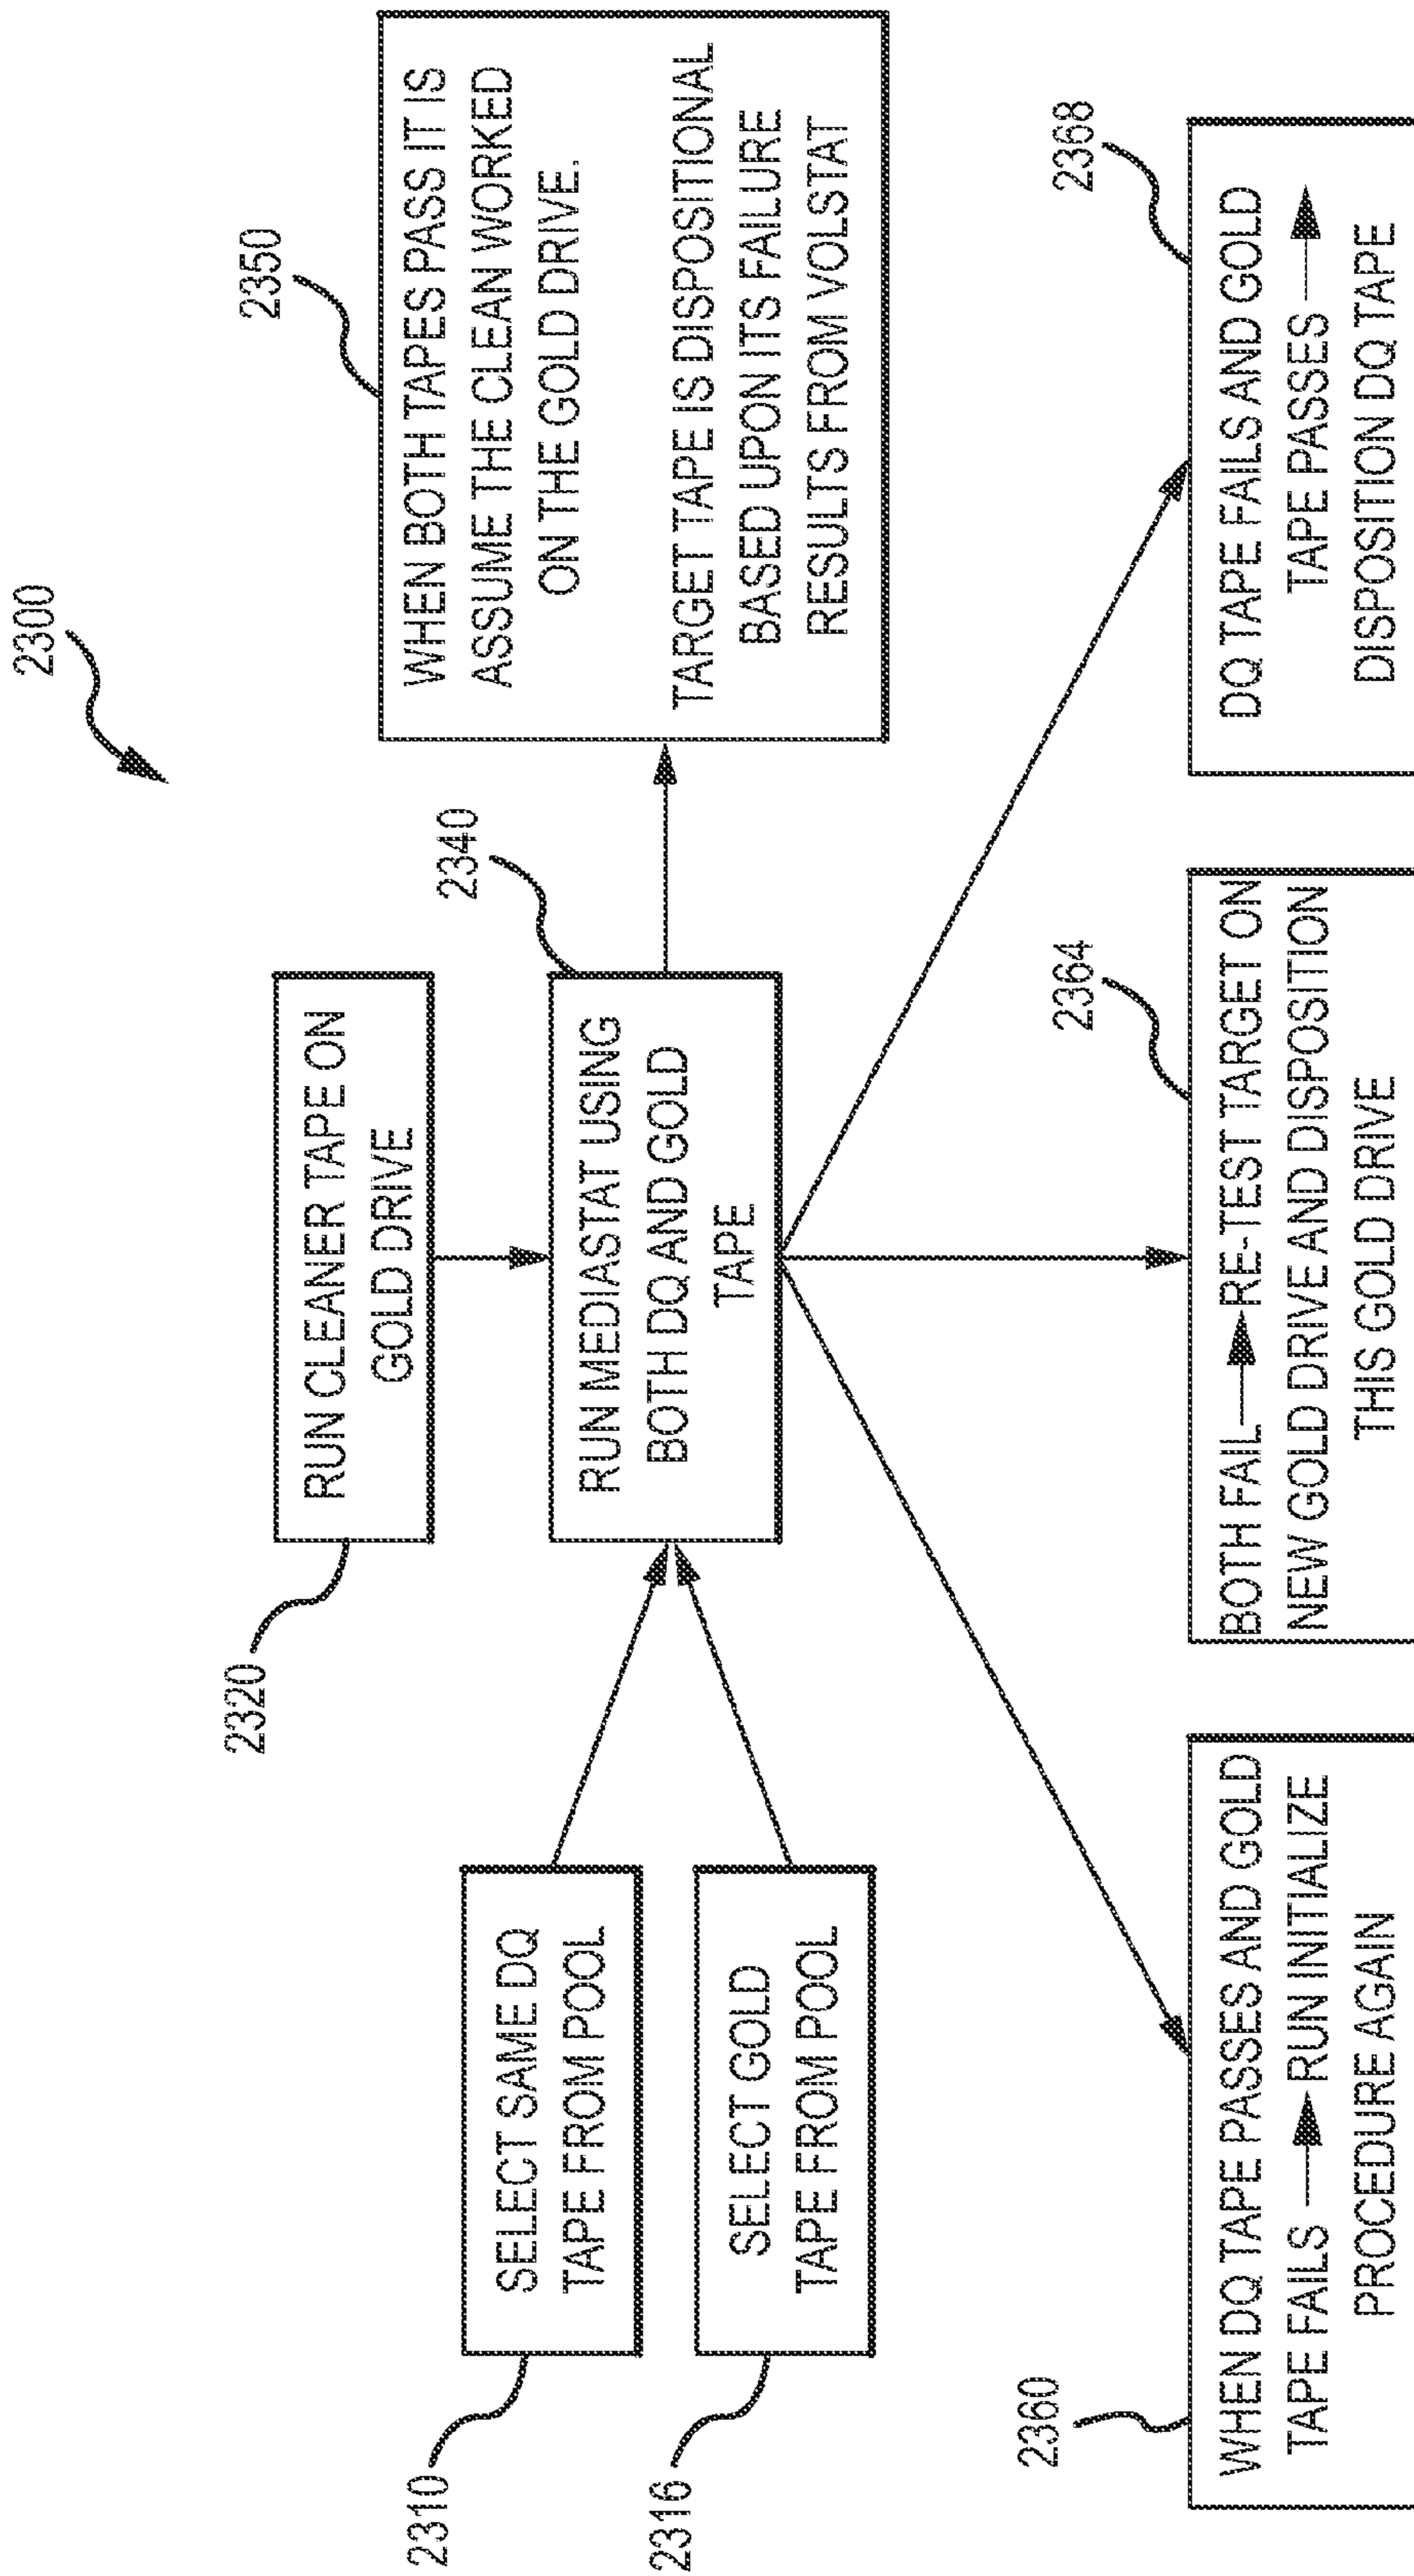 2300
2320
RUN CLEANER TAPE ON
GOLD DRIVE
2310
SELECT SAME DQ
TAPE FROM POOL
2316
SELECT GOLD
TAPE FROM POOL
2340
RUN MEDIASTAT USING
BOTH DQ AND GOLD
TAPE
2350
WHEN BOTH TAPES PASS IT IS
ASSUME THE CLEAN WORKED
ON THE GOLD DRIVE.
TARGET TAPE IS DISPOSITIONAL
BASED UPON ITS FAILURE
RESULTS FROM VOLSTAT
2360
WHEN DQ TAPE PASSES AND GOLD
TAPE FAILS → RUN INITIALIZE
PROCEDURE AGAIN
2364
BOTH FAIL → RE-TEST TARGET ON
NEW GOLD DRIVE AND DISPOSITION
THIS GOLD DRIVE
2368
DQ TAPE FAILS AND GOLD
TAPE PASSES →
DISPOSITION DQ TAPE